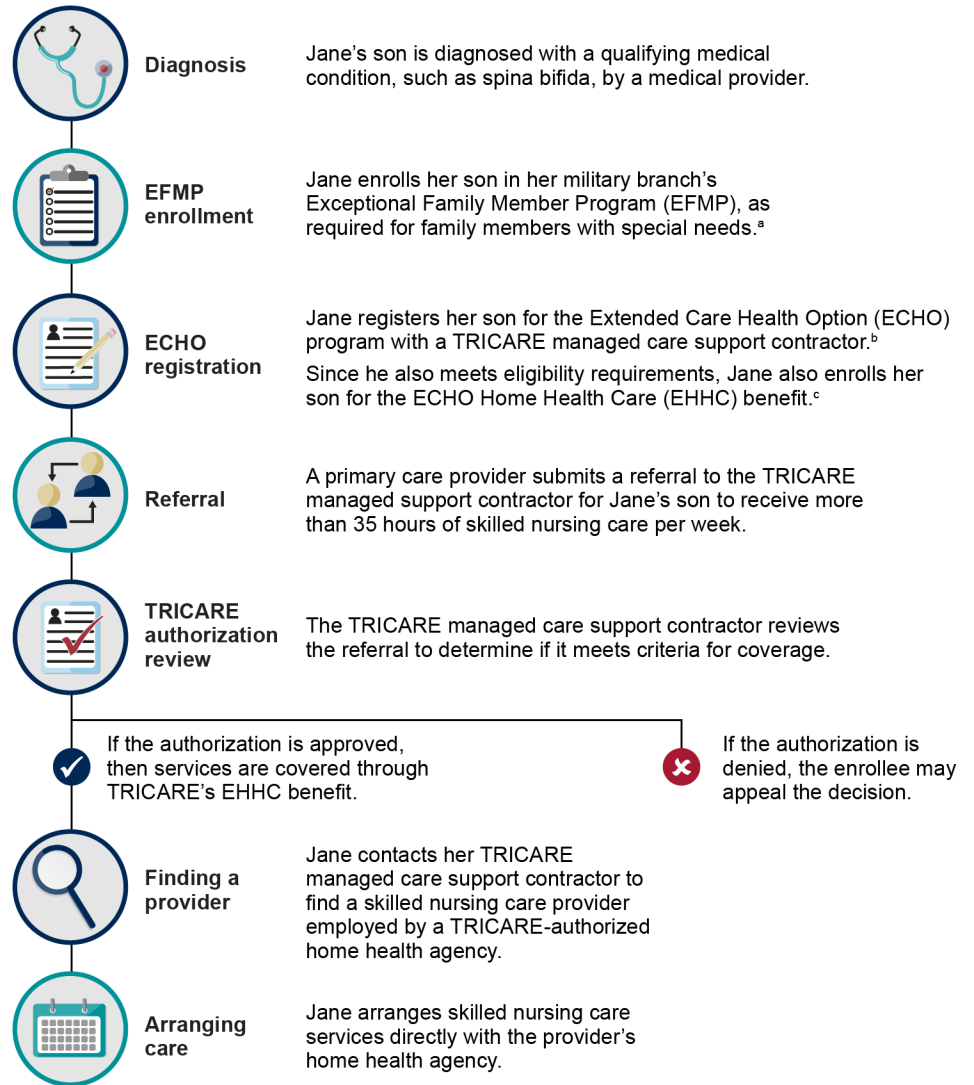 Diagnosis
Jane’s son is diagnosed with a qualifying medical
condition, such as spina bifida, by a medical provider.
EFMP
enrollment
Jane enrolls her son in her military branch’s
Exceptional Family Member Program (EFMP), as
required for family members with special needs.ᵃ
ECHO
registration
Jane registers her son for the Extended Care Health Option (ECHO)
program with a TRICARE managed care support contractor.ᵇ
Since he also meets eligibility requirements, Jane also enrolls her
son for the ECHO Home Health Care (EHHC) benefit.ᶜ
Referral
A primary care provider submits a referral to the TRICARE
managed support contractor for Jane’s son to receive more
than 35 hours of skilled nursing care per week.
TRICARE
authorization
review
The TRICARE managed care support contractor reviews
the referral to determine if it meets criteria for coverage.
If the authorization is approved,
then services are covered through
TRICARE’s EHHC benefit.
If the authorization is
denied, the enrollee may
appeal the decision.
Finding a
provider
Jane contacts her TRICARE
managed care support contractor to
find a skilled nursing care provider
employed by a TRICARE-authorized
home health agency.
Arranging
care
Jane arranges skilled nursing care
services directly with the provider’s
home health agency.